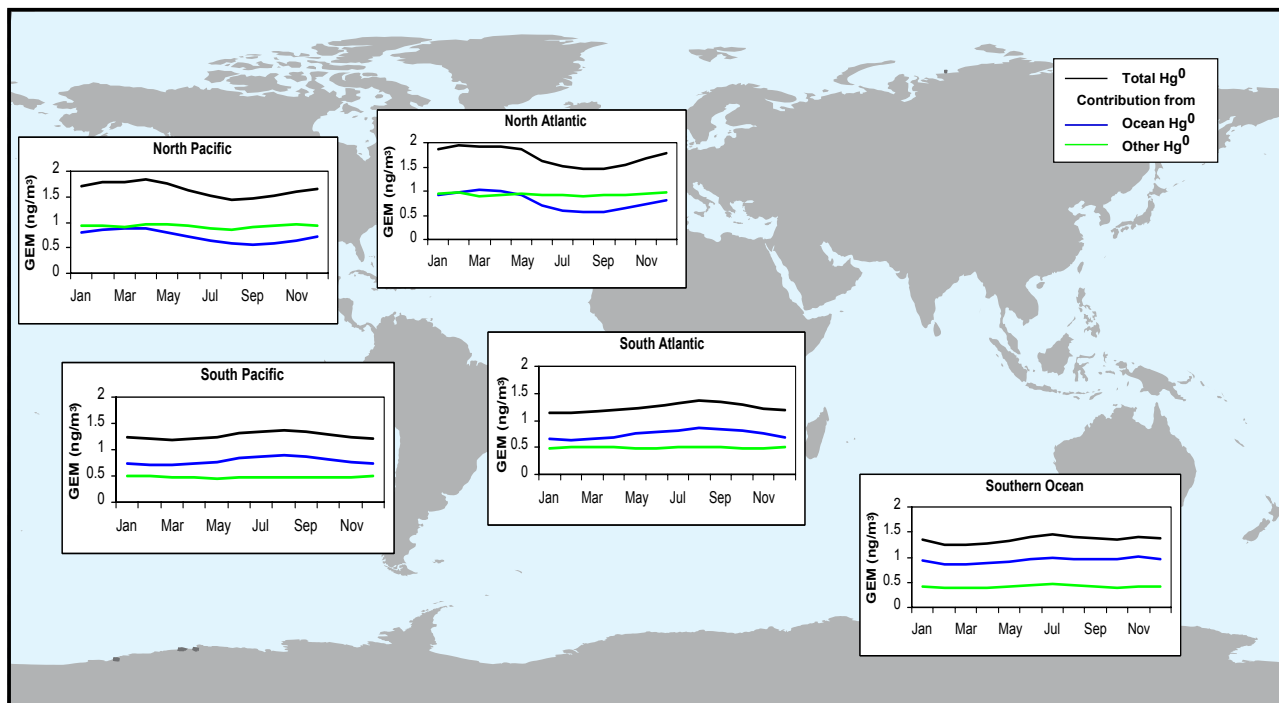 Total Hg⁰
Contribution from
Ocean Hg⁰
Other Hg⁰
North Atlantic
GEM (ng/m³)
2
1.5
1
0.5
0
Jan Mar May Jul Sep Nov
North Pacific
GEM (ng/m³)
2
1.5
1
0.5
0
Jan Mar May Jul Sep Nov
South Atlantic
GEM (ng/m³)
2
1.5
1
0.5
0
Jan Mar May Jul Sep Nov
South Pacific
GEM (ng/m³)
2
1.5
1
0.5
0
Jan Mar May Jul Sep Nov
Southern Ocean
GEM (ng/m³)
2
1.5
1
0.5
0
Jan Mar May Jul Sep Nov